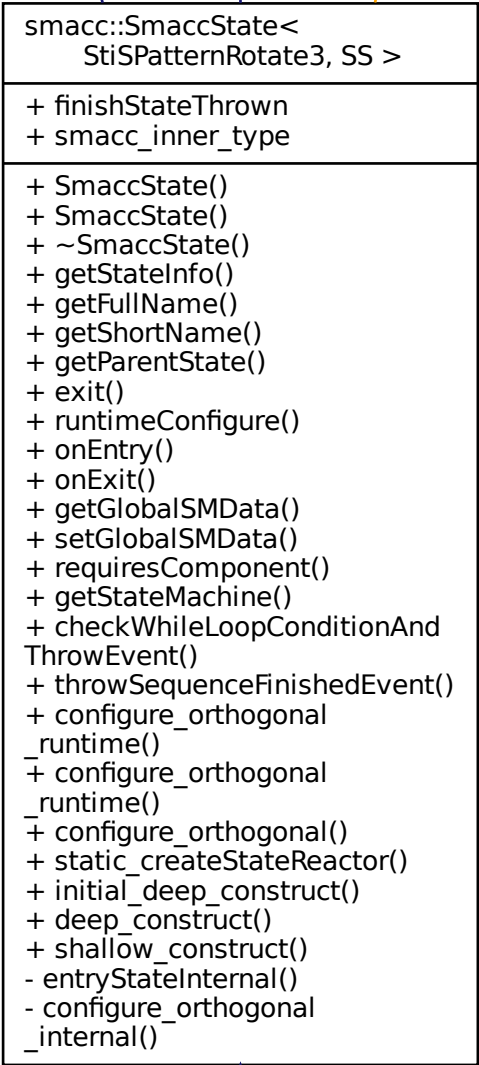 smacc::SmaccState<
StiSPatternRotate3, SS >
+ finishStateThrown
+ smacc_inner_type
+ SmaccState()
+ SmaccState()
+ ~SmaccState()
+ getStateInfo()
+ getFullName()
+ getShortName()
+ getParentState()
+ exit()
+ runtimeConfigure()
+ onEntry()
+ onExit()
+ getGlobalSMData()
+ setGlobalSMData()
+ requiresComponent()
+ getStateMachine()
+ checkWhileLoopConditionAnd
ThrowEvent()
+ throwSequenceFinishedEvent()
+ configure_orthogonal
_runtime()
+ configure_orthogonal
_runtime()
+ configure_orthogonal()
+ static_createStateReactor()
+ initial_deep_construct()
+ deep_construct()
+ shallow_construct()
- entryStateInternal()
- configure_orthogonal
_internal()